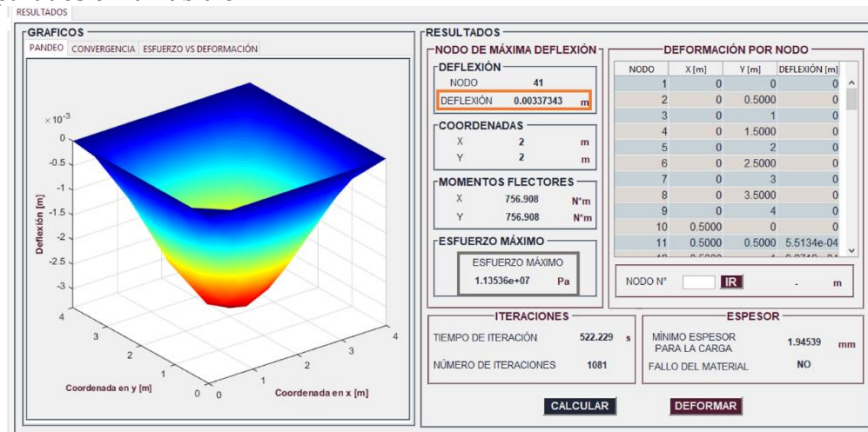 RESULTADOS
GRAFICOS
PANDEO CONVERGENCIA ESFUERZO VS DEFORMACIÓN
×10⁻³
0
-0.5
-1
-1.5
-2
-2.5
-3
Deflexión [m]
4
3
2
1
0
Coordenada en y [m]
0
1
2
3
4
Coordenada en x [m]
RESULTADOS
NODO DE MÁXIMA DEFLEXIÓN
DEFLEXIÓN
NODO 41
DEFLEXIÓN 0.00337343 m
COORDENADAS
X 2 m
Y 2 m
MOMENTOS FLECTORES
X 756.908 N*m
Y 756.908 N*m
ESFUERZO MÁXIMO
ESFUERZO MÁXIMO
1.13536e+07 Pa
DEFORMACIÓN POR NODO
NODO X [m] Y [m] DEFLEXIÓN [m]
1 0 0 0
2 0 0.5000 0
3 0 1 0
4 0 1.5000 0
5 0 2 0
6 0 2.5000 0
7 0 3 0
8 0 3.5000 0
9 0 4 0
10 0.5000 0 0
11 0.5000 0.5000 5.5134e-04
NODO N° IR - m
ITERACIONES
TIEMPO DE ITERACIÓN 522.229 s
NÚMERO DE ITERACIONES 1081
ESPESOR
MÍNIMO ESPESOR
PARA LA CARGA 1.94539 mm
FALLO DEL MATERIAL NO
CALCULAR DEFORMAR